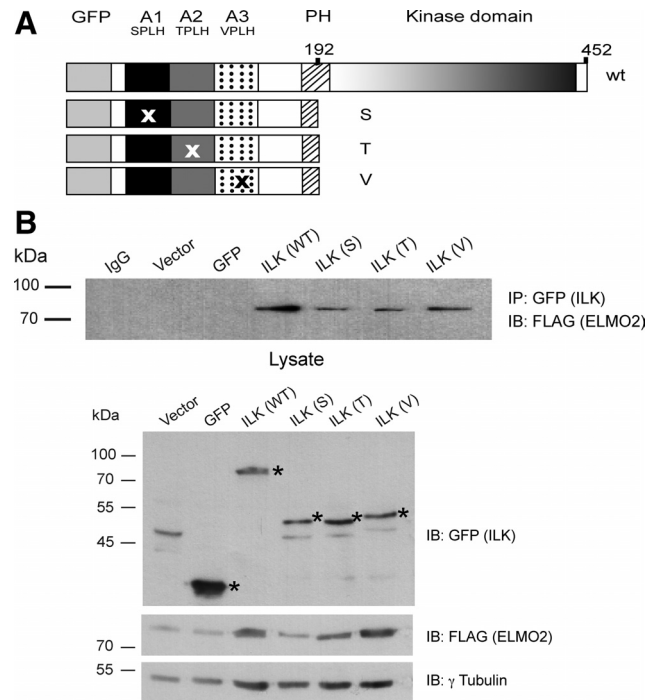 A
GFP A1 A2 A3 PH Kinase domain
SPLH TPLH VPLH
192 452
wt
x S
x T
x V
B
kDa IgG Vector GFP ILK (WT) ILK (S) ILK (T) ILK (V)
100
70
IP: GFP (ILK)
IB: FLAG (ELMO2)
Lysate
kDa Vector GFP ILK (WT) ILK (S) ILK (T) ILK (V)
100
70
* 
55
* * *
45
IB: GFP (ILK)
*
IB: FLAG (ELMO2)
70
55
IB: γ Tubulin